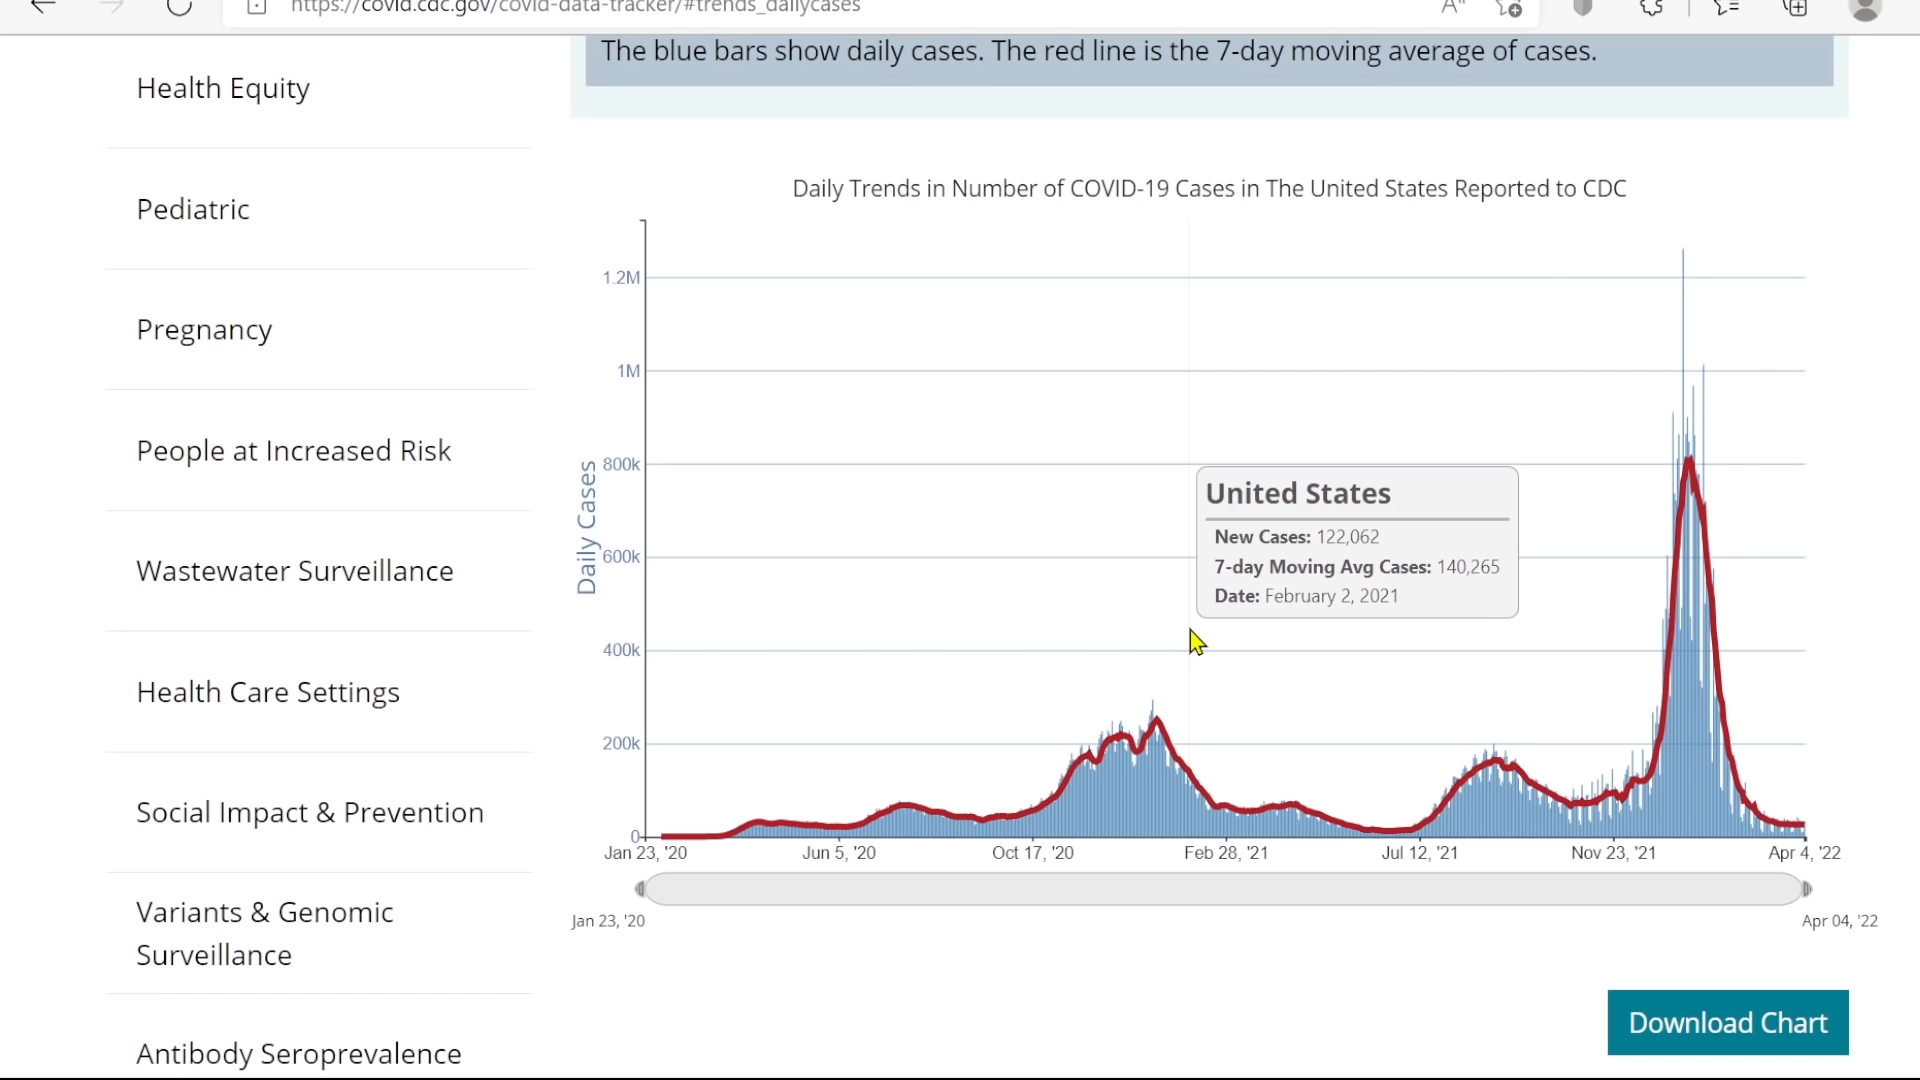 https://covid.cdc.gov/covid-data-tracker/#trends_dailycases
The blue bars show daily cases. The red line is the 7-day moving average of cases.
Health Equity
Pediatric
Pregnancy
People at Increased Risk
Wastewater Surveillance
Health Care Settings
Social Impact & Prevention
Variants & Genomic
Surveillance
Antibody Seroprevalence
Daily Trends in Number of COVID-19 Cases in The United States Reported to CDC
Daily Cases
1.2M
1M
800k
600k
400k
200k
0
United States
New Cases: 122,062
7-day Moving Avg Cases: 140,265
Date: February 2, 2021
Jan 23, '20
Jun 5, '20
Oct 17, '20
Feb 28, '21
Jul 12, '21
Nov 23, '21
Apr 4, '22
Jan 23, '20
Apr 04, '22
Download Chart